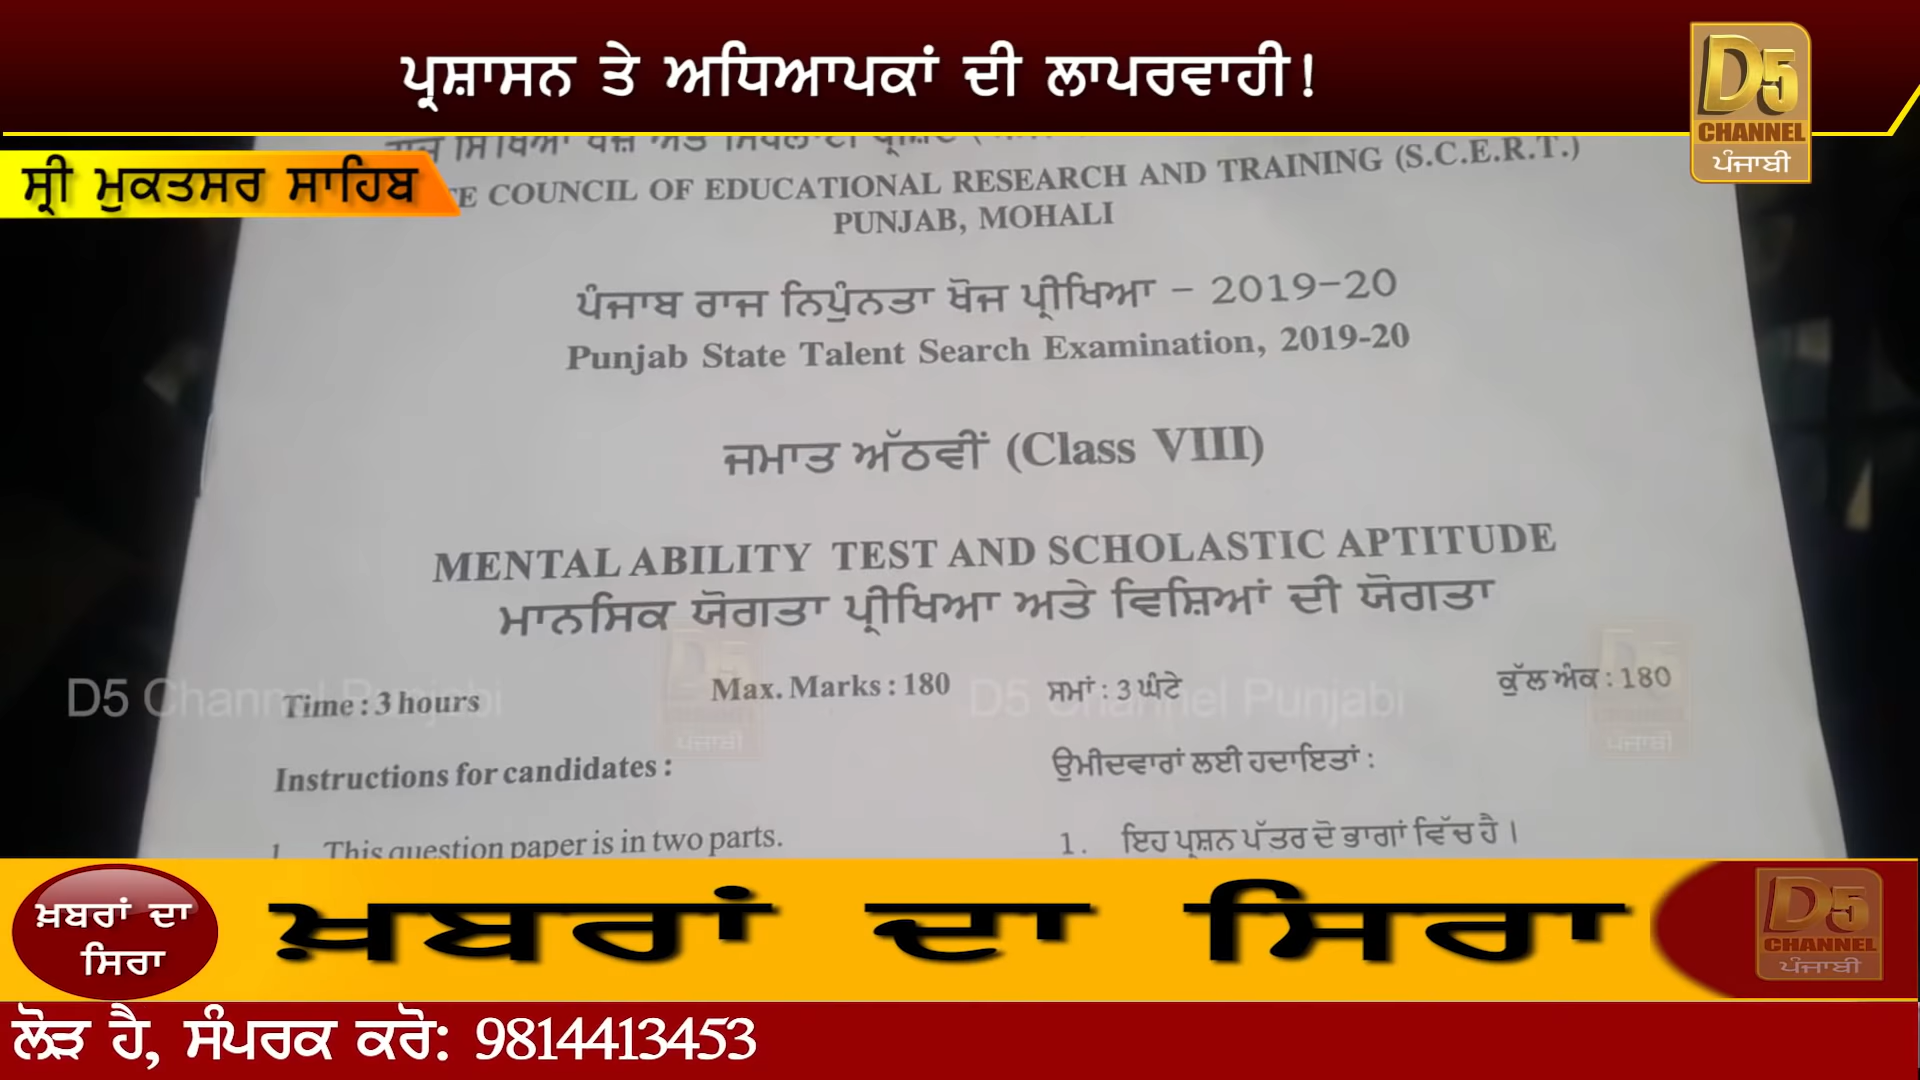 ਪ੍ਰਸ਼ਾਸਨ ਤੇ ਅਧਿਆਪਕਾਂ ਦੀ ਲਾਪਰਵਾਹੀ!
D5
CHANNEL
ਪੰਜਾਬੀ
ਸ੍ਰੀ ਮੁਕਤਸਰ ਸਾਹਿਬ
COUNCIL OF EDUCATIONAL RESEARCH AND TRAINING (S.C.E.R.T.)
PUNJAB, MOHALI
ਪੰਜਾਬ ਰਾਜ ਨਿਪੁੰਨਤਾ ਖੋਜ ਪ੍ਰੀਖਿਆ - 2019-20
Punjab State Talent Search Examination, 2019-20
ਜਮਾਤ ਅੱਠਵੀਂ (Class VIII)
MENTAL ABILITY TEST AND SCHOLASTIC APTITUDE
ਮਾਨਸਿਕ ਯੋਗਤਾ ਪ੍ਰੀਖਿਆ ਅਤੇ ਵਿਸ਼ਿਆਂ ਦੀ ਯੋਗਤਾ
D5 Channel Punjabi D5 Channel Punjabi
Time : 3 hours Max. Marks : 180 ਸਮਾਂ : 3 ਘੰਟੇ ਕੁੱਲ ਅੰਕ : 180
Instructions for candidates : ਉਮੀਦਵਾਰਾਂ ਲਈ ਹਦਾਇਤਾਂ :
1. This question paper is in two parts. 1. ਇਹ ਪ੍ਰਸ਼ਨ ਪੱਤਰ ਦੋ ਭਾਗਾਂ ਵਿੱਚ ਹੈ ।
ਖ਼ਬਰਾਂ ਦਾ
ਸਿਰਾ
ਖ਼ਬਰਾਂ ਦਾ ਸਿਰਾ
D5
CHANNEL
ਪੰਜਾਬੀ
ਲੋੜ ਹੈ, ਸੰਪਰਕ ਕਰੋ: 9814413453